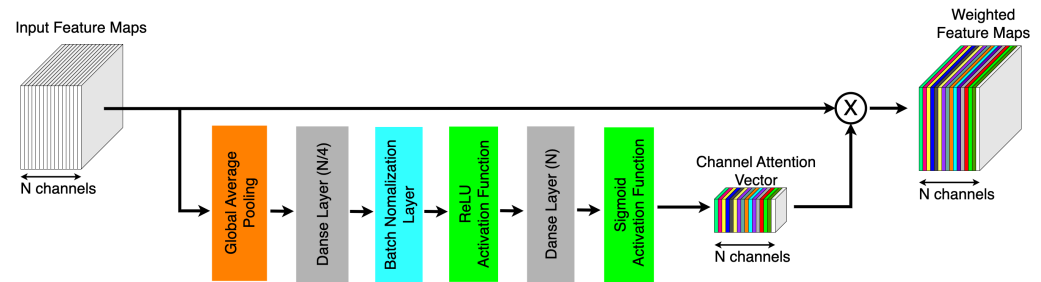 Input Feature Maps
N channels
Global Average
Pooling
Danse Layer (N/4)
Batch Nomalization
Layer
ReLU
Activation Function
Danse Layer (N)
Sigmoid
Activation Function
Channel Attention
Vector
N channels
X
Weighted
Feature Maps
N channels